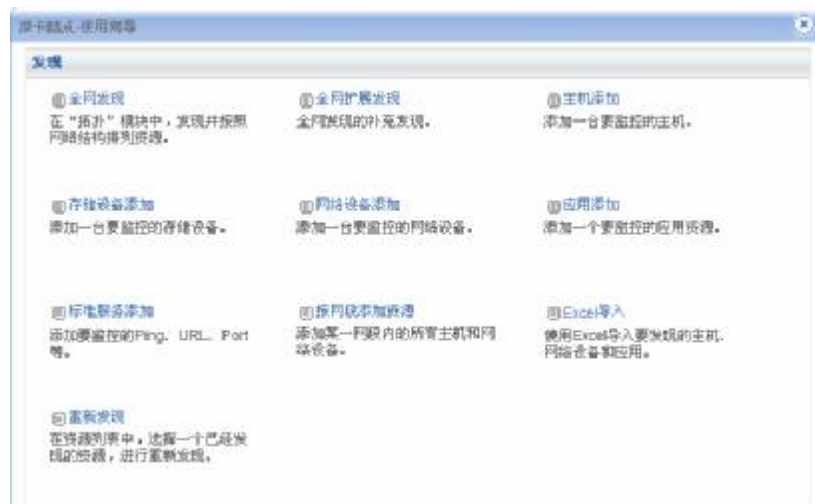 摩卡踏点-使用向导
发现
全网发现
在“拓扑”模块中，发现并按照
网络结构排列资源。
全网扩展发现
全网发现的补充发现。
主机添加
添加一台要监控的主机。
存储设备添加
添加一台要监控的存储设备。
网络设备添加
添加一台要监控的网络设备。
应用添加
添加一个要监控的应用资源。
标准服务添加
添加要监控的Ping、URL、Port
等。
按网段添加资源
添加某一网段内的所有主机和网
络设备。
Excel导入
使用Excel导入要发现的主机、
网络设备和应用。
重新发现
在资源列表中，选择一个已经发
现的资源，进行重新发现。